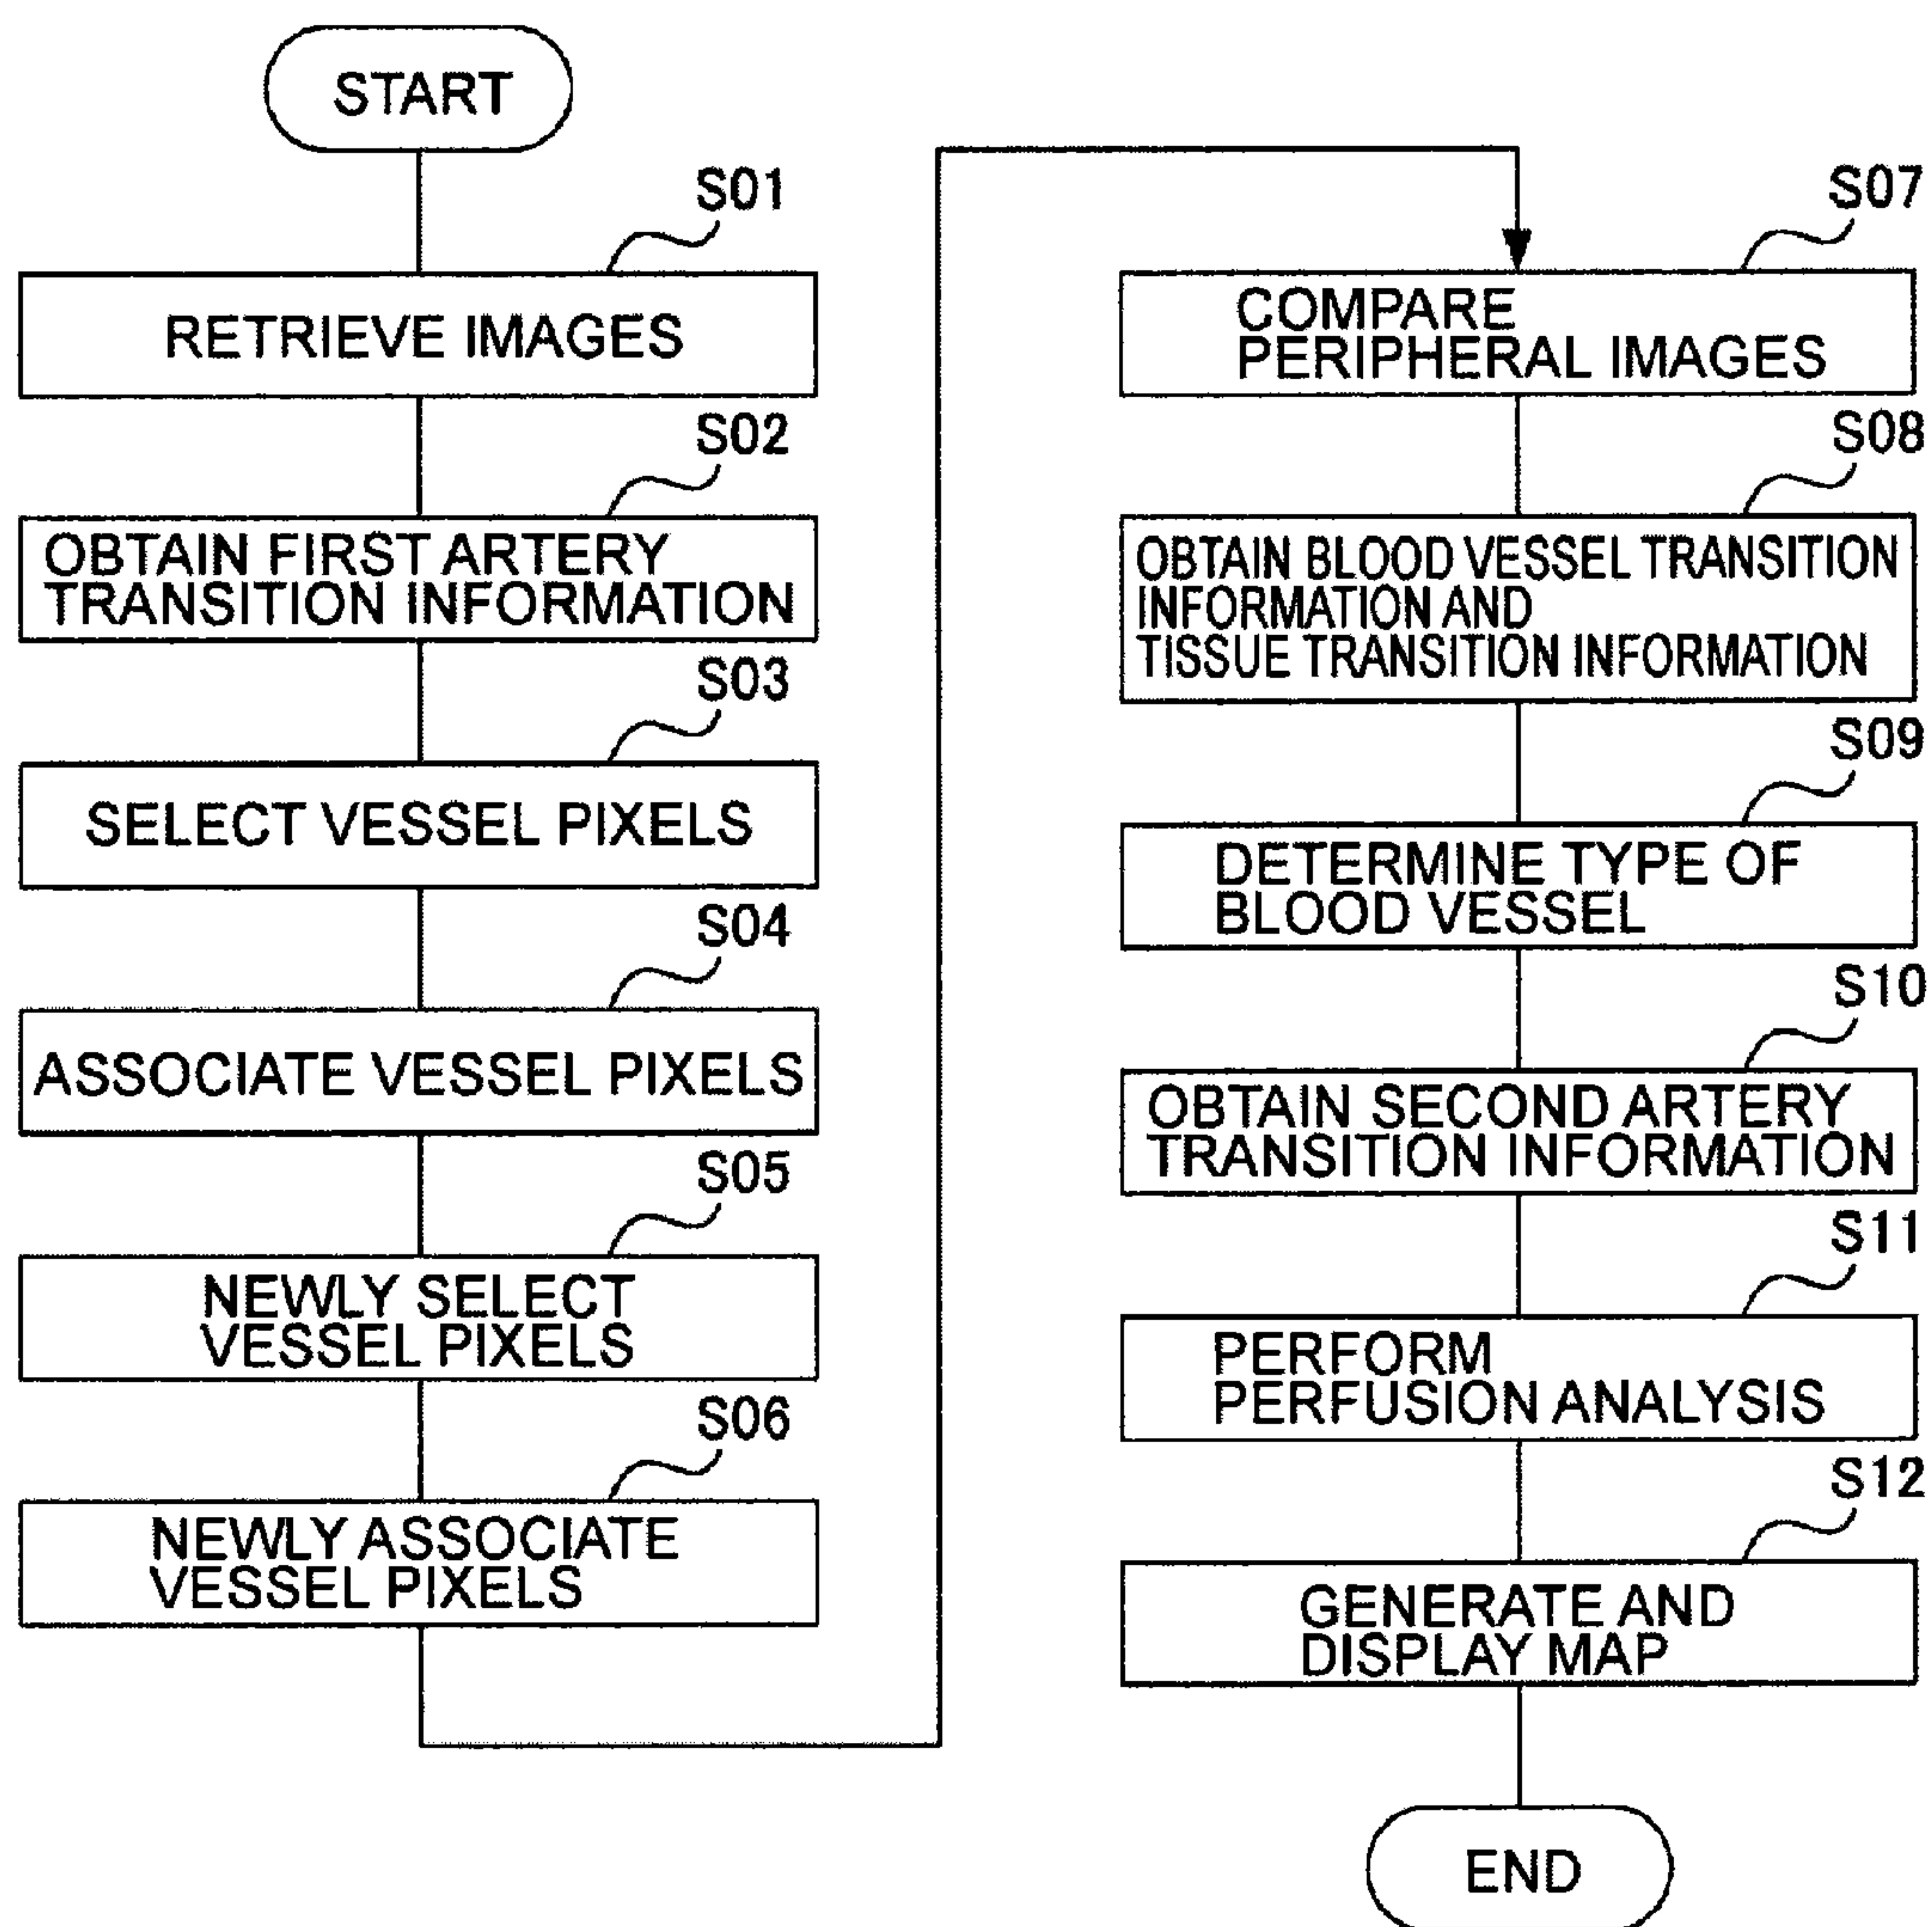 START
S01
RETRIEVE IMAGES
S02
OBTAIN FIRST ARTERY
TRANSITION INFORMATION
S03
SELECT VESSEL PIXELS
S04
ASSOCIATE VESSEL PIXELS
S05
NEWLY SELECT
VESSEL PIXELS
S06
NEWLY ASSOCIATE
VESSEL PIXELS
S07
COMPARE
PERIPHERAL IMAGES
S08
OBTAIN BLOOD VESSEL TRANSITION
INFORMATION AND
TISSUE TRANSITION INFORMATION
S09
DETERMINE TYPE OF
BLOOD VESSEL
S10
OBTAIN SECOND ARTERY
TRANSITION INFORMATION
S11
PERFORM
PERFUSION ANALYSIS
S12
GENERATE AND
DISPLAY MAP
END